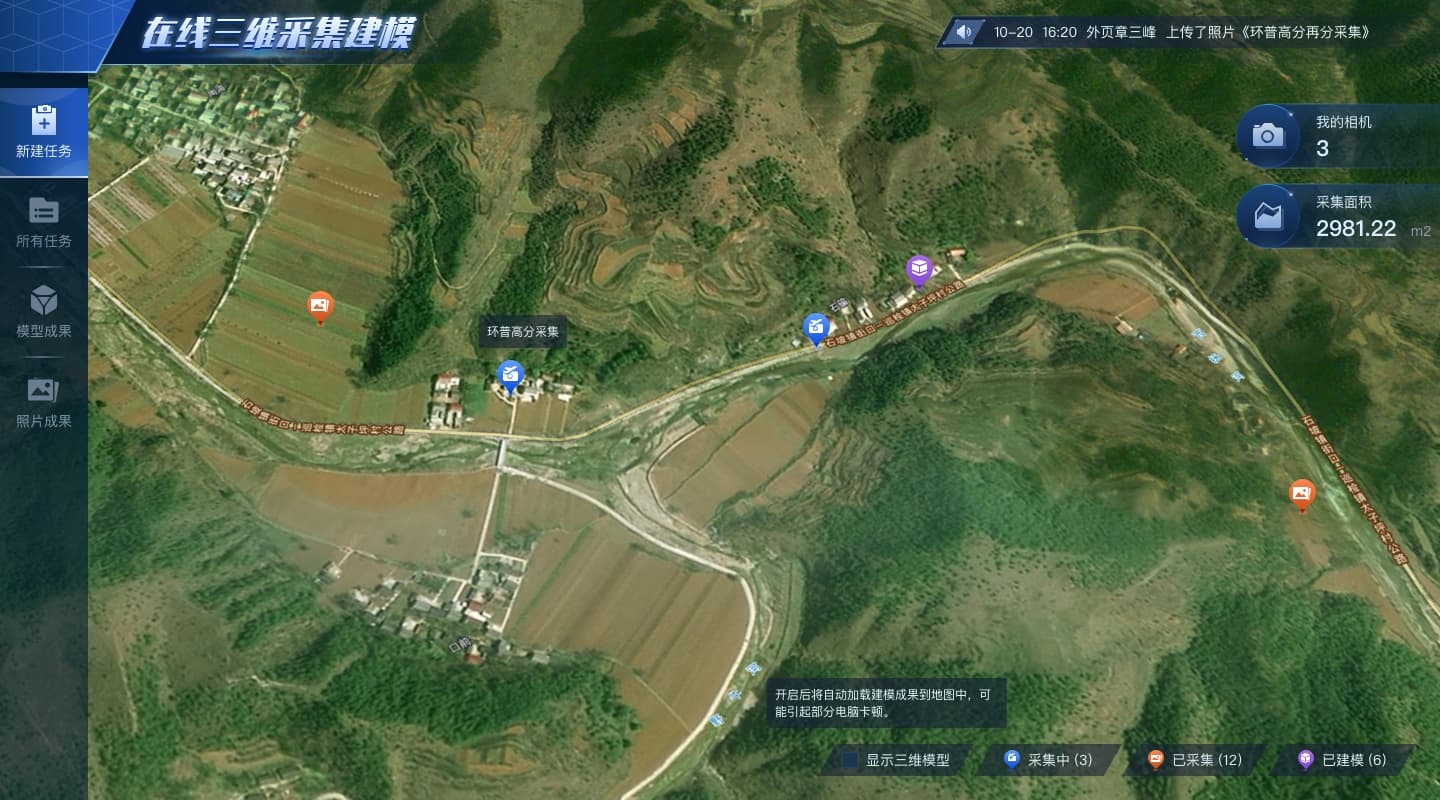 在线三维采集建模
10-20 16:20 外页章三峰 上传了照片《环普高分再分采集》
新建任务
所有任务
模型成果
照片成果
我的相机
3
采集面积
2981.22 m2
环普高分采集
口前
开启后将自动加载建模成果到地图中，可
能引起部分电脑卡顿。
显示三维模型
采集中 (3)
已采集 (12)
已建模 (6)